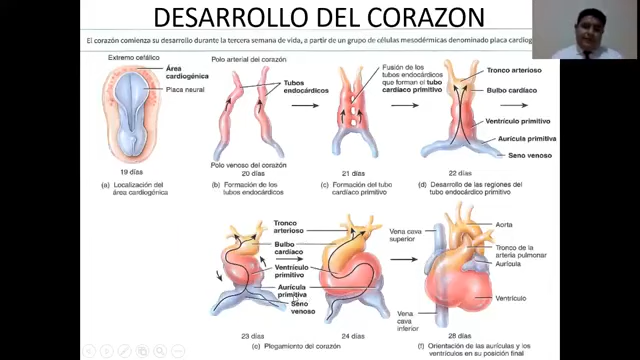 DESARROLLO DEL CORAZON
El corazón comienza su desarrollo durante la tercera semana de vida, a partir de un grupo de células mesodérmicas denominado placa cardiog
Extremo cefálico
Área
cardiogénica
Placa neural
19 días
(a) Localización del
área cardiogénica
Polo arterial del corazón
Tubos
endocárdicos
Polo venoso del corazón
20 días
(b) Formación de los
tubos endocárdicos
Fusión de los
tubos endocárdicos
que forman el tubo
cardíaco primitivo
21 días
(c) Formación del tubo
cardíaco primitivo
Tronco arterioso
Bulbo cardíaco
Ventrículo primitivo
Aurícula primitiva
Seno venoso
22 días
(d) Desarrollo de las regiones del
tubo endocárdico primitivo
Tronco
arterioso
Bulbo
cardíaco
Ventrículo
primitivo
Aurícula
primitiva
Seno
venoso
23 días
24 días
(e) Plegamiento del corazón
Vena cava
superior
Aorta
Tronco de la
arteria pulmonar
Aurícula
Ventrículo
Vena cava
inferior
28 días
(f) Orientación de las aurículas y los
ventrículos en su posición final